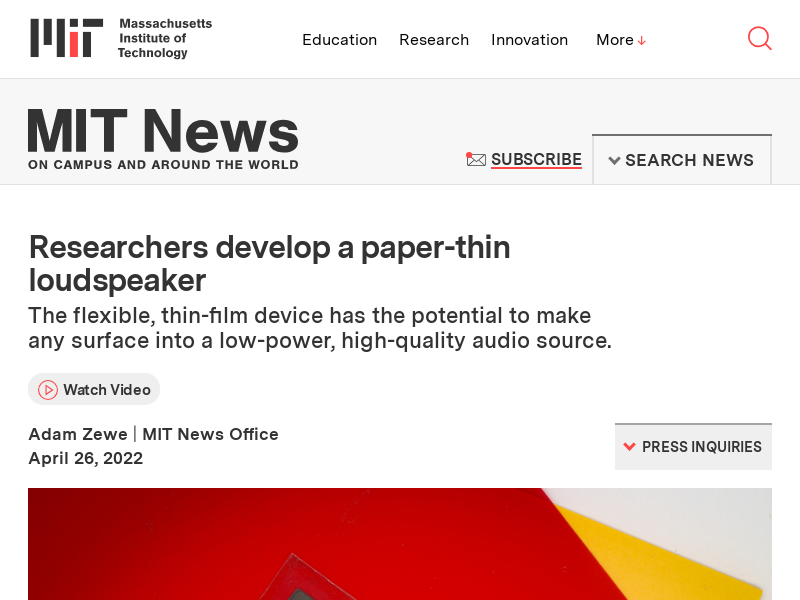 Massachusetts
Institute of
Technology
Education Research Innovation More
MIT News
ON CAMPUS AND AROUND THE WORLD
SUBSCRIBE
SEARCH NEWS
Researchers develop a paper-thin
loudspeaker
The flexible, thin-film device has the potential to make
any surface into a low-power, high-quality audio source.
Watch Video
Adam Zewe | MIT News Office
April 26, 2022
PRESS INQUIRIES